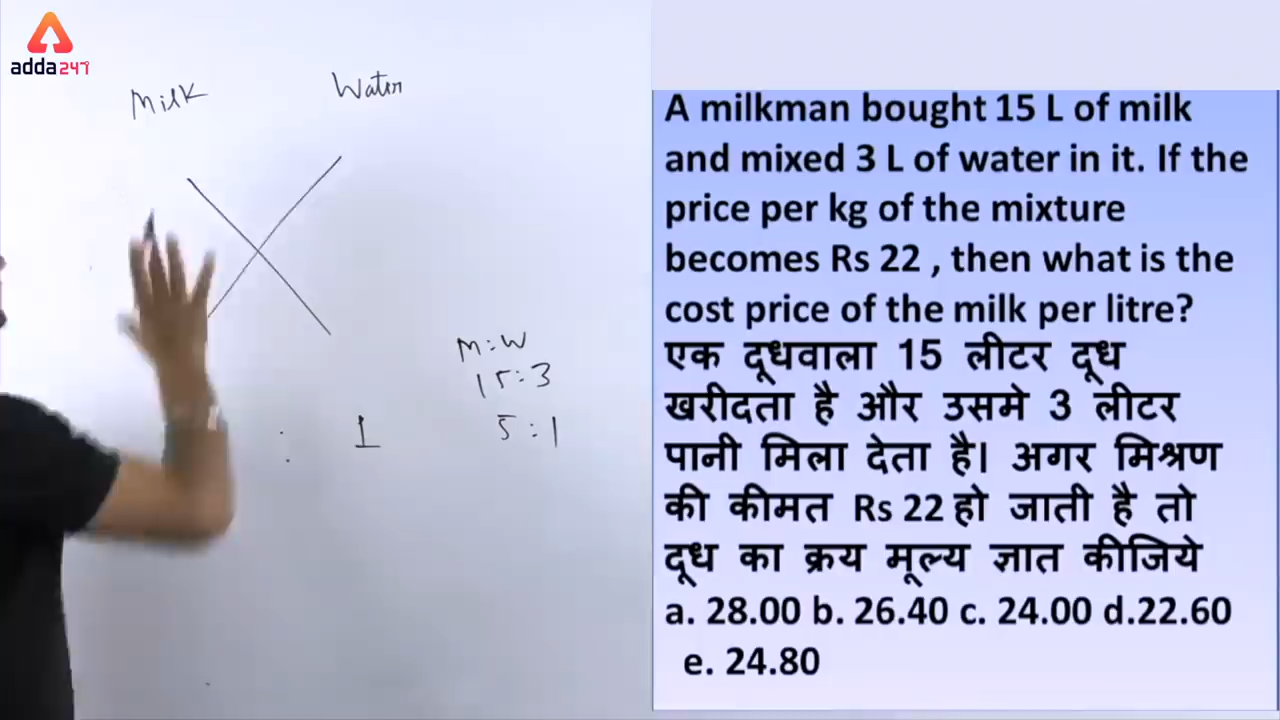 adda247
Milk
Water
M:W
15:3
: 1
5:1
A milkman bought 15 L of milk
and mixed 3 L of water in it. If the
price per kg of the mixture
becomes Rs 22 , then what is the
cost price of the milk per litre?
एक दूधवाला 15 लीटर दूध
खरीदता है और उसमे 3 लीटर
पानी मिला देता है। अगर मिश्रण
की कीमत Rs 22 हो जाती है तो
दूध का क्रय मूल्य ज्ञात कीजिये
a. 28.00 b. 26.40 c. 24.00 d.22.60
e. 24.80